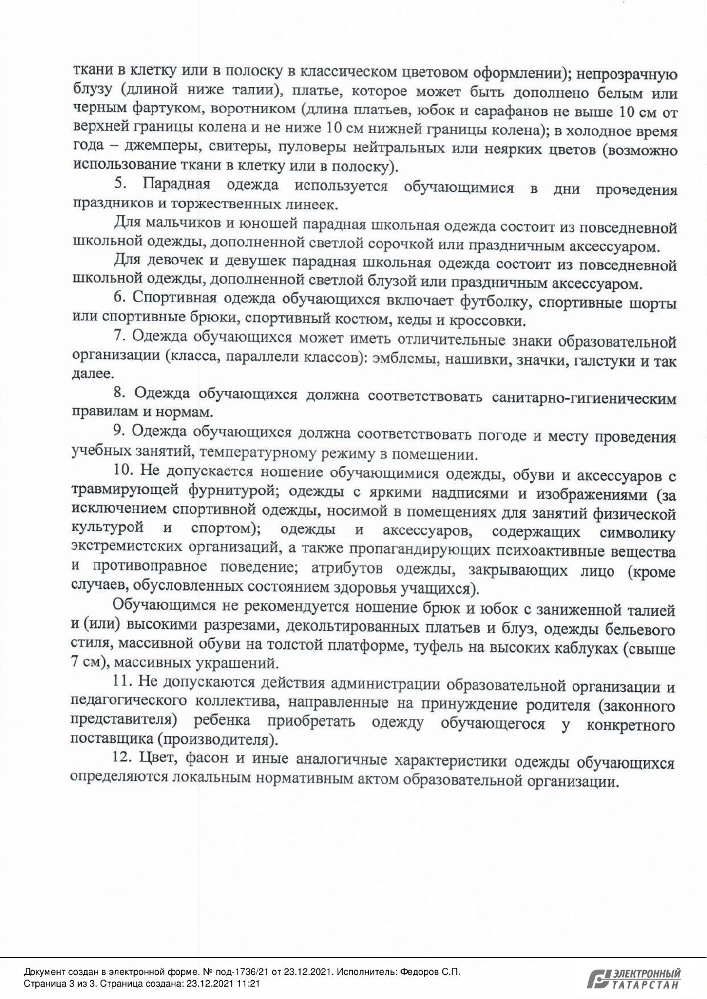 ткани в клетку или в полоску в классическом цветовом оформлении); непрозрачную
блузу (длиной ниже талии), платье, которое может быть дополнено белым или
черным фартуком, воротником (длина платьев, юбок и сарафанов не выше 10 см от
верхней границы колена и не ниже 10 см нижней границы колена); в холодное время
года – джемперы, свитеры, пуловеры нейтральных или неярких цветов (возможно
использование ткани в клетку или в полоску).
5. Парадная одежда используется обучающимися в дни проведения
праздников и торжественных линеек.
Для мальчиков и юношей парадная школьная одежда состоит из повседневной
школьной одежды, дополненной светлой сорочкой или праздничным аксессуаром.
Для девочек и девушек парадная школьная одежда состоит из повседневной
школьной одежды, дополненной светлой блузой или праздничным аксессуаром.
6. Спортивная одежда обучающихся включает футболку, спортивные шорты
или спортивные брюки, спортивный костюм, кеды и кроссовки.
7. Одежда обучающихся может иметь отличительные знаки образовательной
организации (класса, параллели классов): эмблемы, нашивки, значки, галстуки и так
далее.
8. Одежда обучающихся должна соответствовать санитарно-гигиеническим
правилам и нормам.
9. Одежда обучающихся должна соответствовать погоде и месту проведения
учебных занятий, температурному режиму в помещении.
10. Не допускается ношение обучающимися одежды, обуви и аксессуаров с
травмирующей фурнитурой; одежды с яркими надписями и изображениями (за
исключением спортивной одежды, носимой в помещениях для занятий физической
культурой и спортом); одежды и аксессуаров, содержащих символику
экстремистских организаций, а также пропагандирующих психоактивные вещества
и противоправное поведение; атрибутов одежды, закрывающих лицо (кроме
случаев, обусловленных состоянием здоровья учащихся).
Обучающимся не рекомендуется ношение брюк и юбок с заниженной талией
и (или) высокими разрезами, декольтированных платьев и блуз, одежды бельевого
стиля, массивной обуви на толстой платформе, туфель на высоких каблуках (свыше
7 см), массивных украшений.
11. Не допускаются действия администрации образовательной организации и
педагогического коллектива, направленные на принуждение родителя (законного
представителя) ребенка приобретать одежду обучающегося у конкретного
поставщика (производителя).
12. Цвет, фасон и иные аналогичные характеристики одежды обучающихся
определяются локальным нормативным актом образовательной организации.
Документ создан в электронной форме. № под-1736/21 от 23.12.2021. Исполнитель: Федоров С.П.
Страница 3 из 3. Страница создана: 23.12.2021 11:21
ЭЛЕКТРОННЫЙ
ТАТАРСТАН